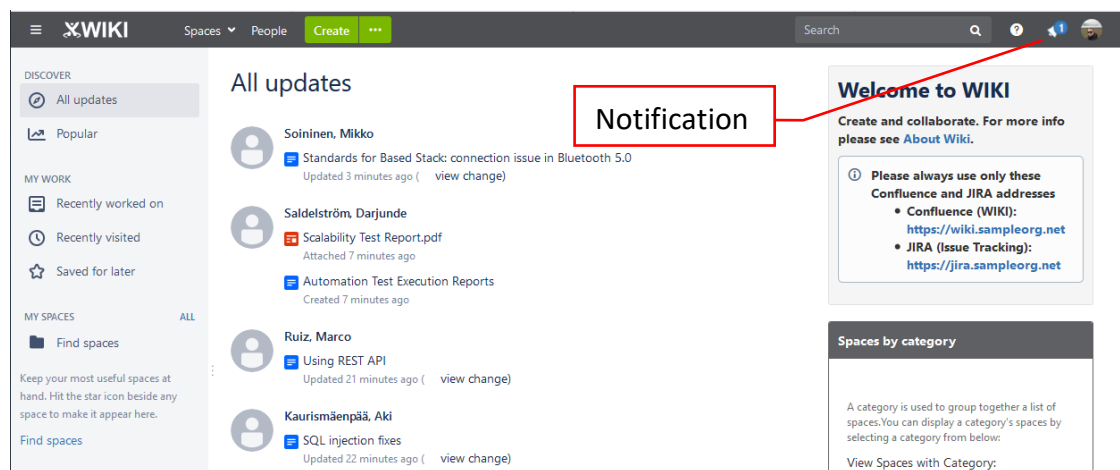 XWIKI
Spaces People Create ···
Search
1
DISCOVER
All updates
Popular
MY WORK
Recently worked on
Recently visited
Saved for later
MY SPACES ALL
Find spaces
Keep your most useful spaces at
hand. Hit the star icon beside any
space to make it appear here.
Find spaces
All updates
Soininen, Mikko
Standards for Based Stack: connection issue in Bluetooth 5.0
Updated 3 minutes ago ( view change)
Saldelström, Darjunde
Scalability Test Report.pdf
Attached 7 minutes ago
Automation Test Execution Reports
Created 7 minutes ago
Ruiz, Marco
Using REST API
Updated 21 minutes ago ( view change)
Kaurismäenpää, Aki
SQL injection fixes
Updated 22 minutes ago ( view change)
Notification
Welcome to WIKI
Create and collaborate. For more info
please see About Wiki.
Please always use only these
Confluence and JIRA addresses
• Confluence (WIKI):
https://wiki.sampleorg.net
• JIRA (Issue Tracking):
https://jira.sampleorg.net
Spaces by category
A category is used to group together a list of
spaces.You can display a category's spaces by
selecting a category from below:
View Spaces with Category: